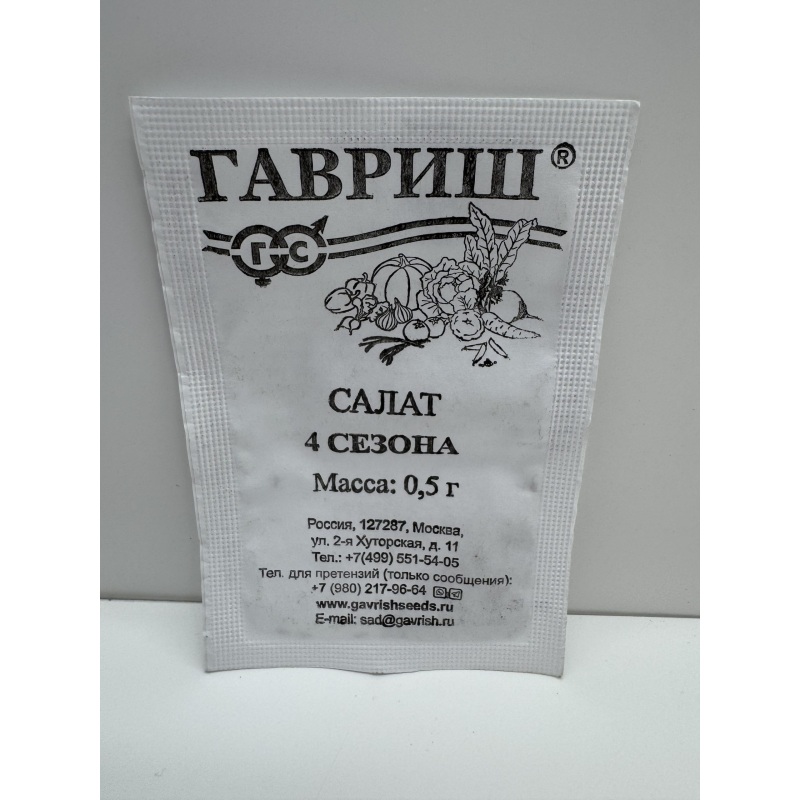 ГАВРИШ®
ГС
САЛАТ
4 СЕЗОНА
Масса: 0,5 г
Россия, 127287, Москва,
ул. 2-я Хуторская, д. 11
Тел.: +7(499) 551-54-05
Тел. для претензий (только сообщения):
+7 (980) 217-96-64
www.gavrishseeds.ru
E-mail: sad@gavrish.ru